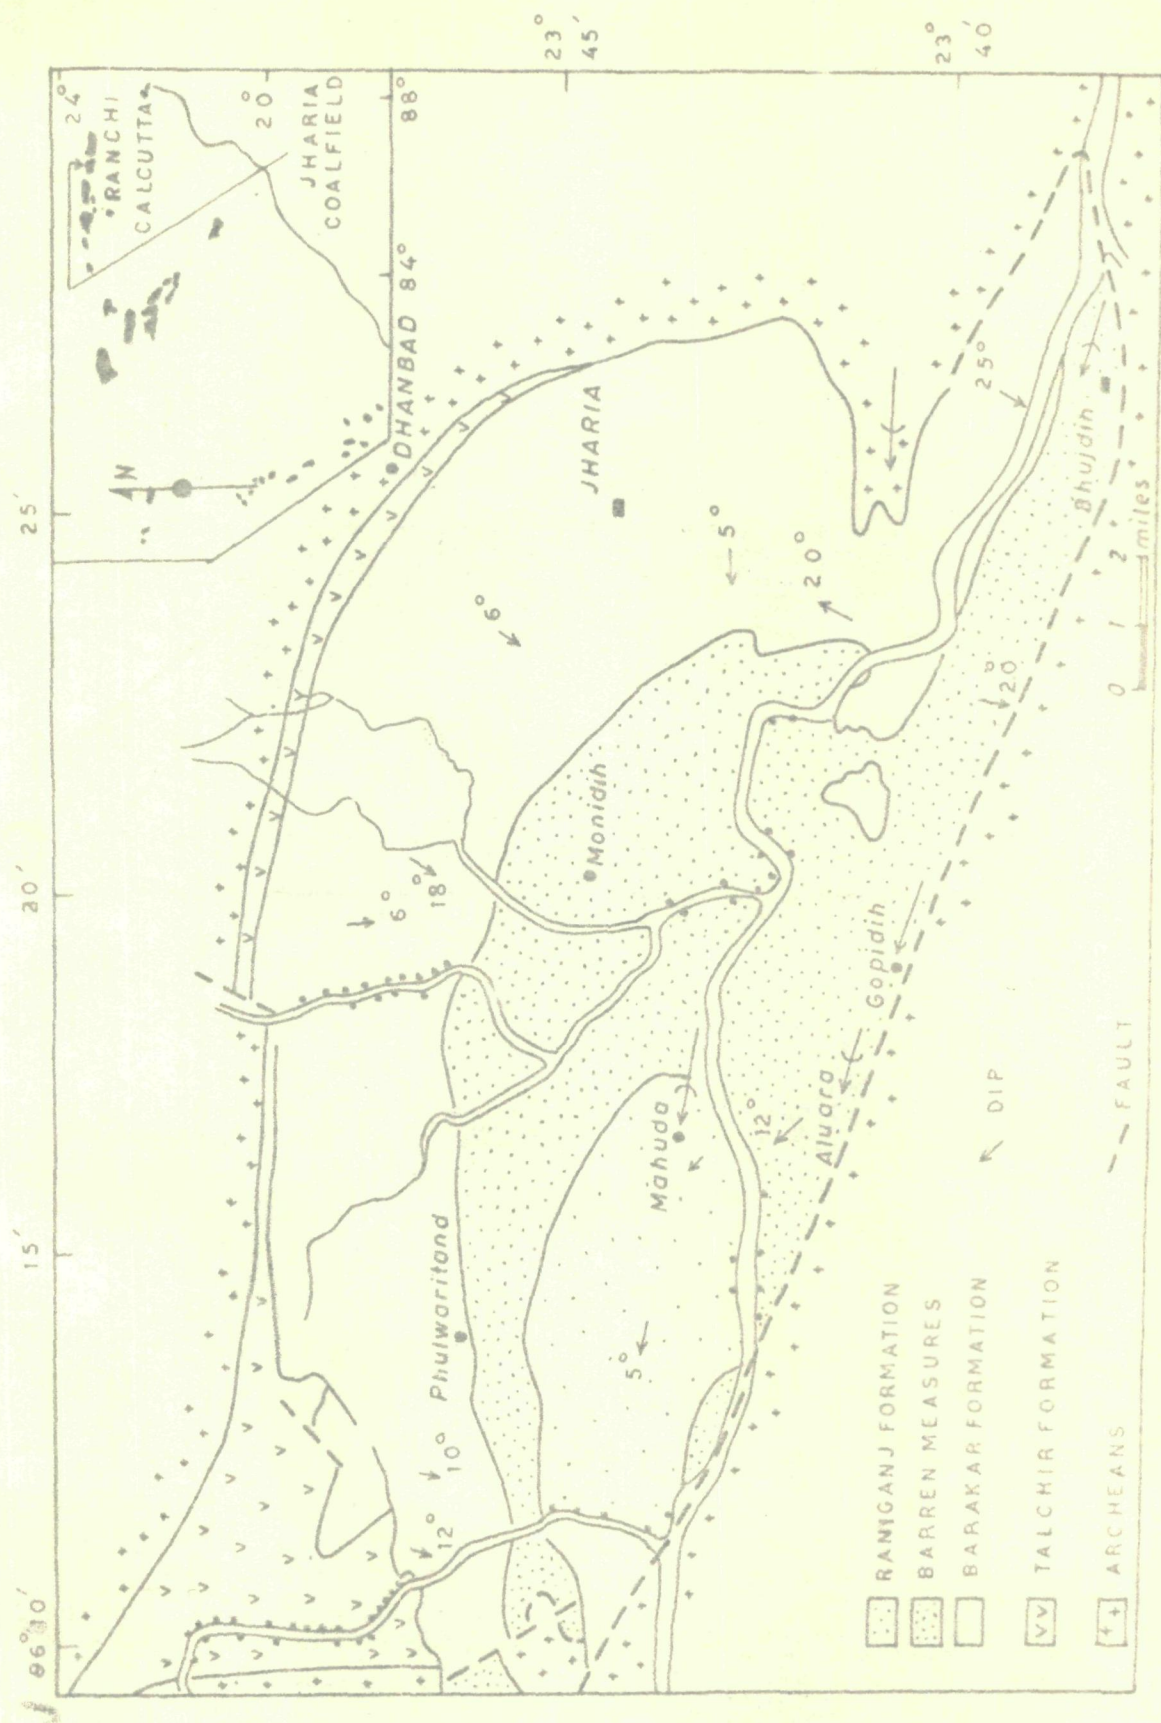 86°10′
15′
20′
25′
N
24°
RANCHI
CALCUTTA
20°
JHARIA
COALFIELD
84°
88°
23°
45′
23°
40′
DHANBAD
JHARIA
6°
5°
20°
25°
6°
18°
Monidih
Bhujdih
20°
Gopidih
Aluara
12°
Mahuda
Phulwaritand
5°
10°
12°
0 1 2
miles
RANIGANJ FORMATION
BARREN MEASURES
BARAKAR FORMATION
TALCHIR FORMATION
ARCHEANS
DIP
FAULT